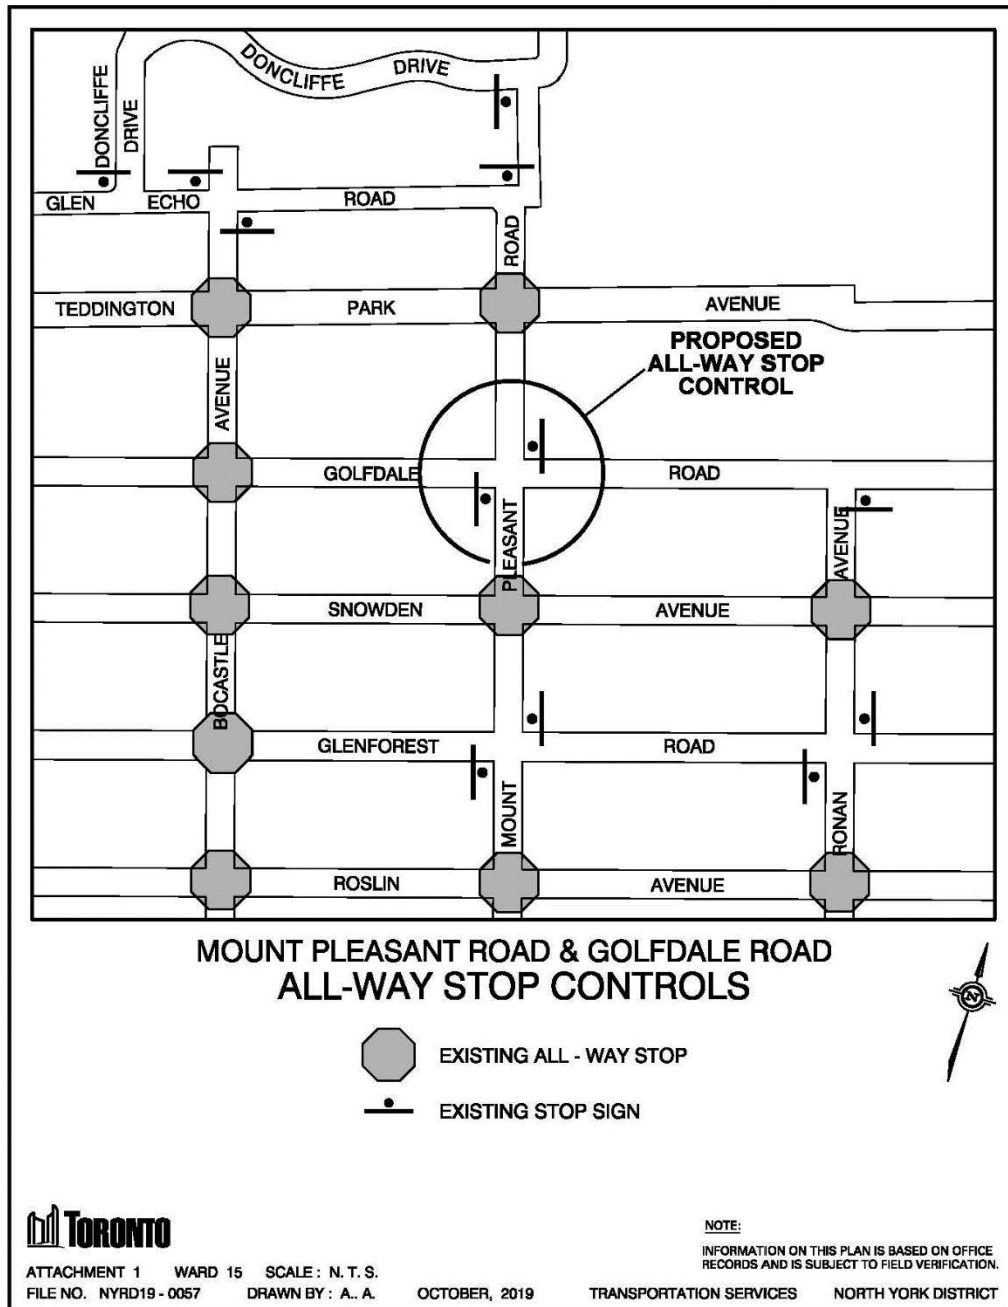 DONCLIFFE DRIVE
DONCLIFFE
DRIVE
GLEN ECHO ROAD
ROAD
TEDDINGTON PARK AVENUE
PROPOSED
ALL-WAY STOP
CONTROL
AVENUE
GOLFDALE ROAD
PLEASANT
AVENUE
SNOWDEN AVENUE
BOCASTLE
GLENFOREST ROAD
MOUNT
RONAN
ROSLIN AVENUE
MOUNT PLEASANT ROAD & GOLFDALE ROAD
ALL-WAY STOP CONTROLS
N
EXISTING ALL - WAY STOP
EXISTING STOP SIGN
TORONTO
NOTE:
INFORMATION ON THIS PLAN IS BASED ON OFFICE
RECORDS AND IS SUBJECT TO FIELD VERIFICATION.
ATTACHMENT 1 WARD 15 SCALE : N. T. S.
FILE NO. NYRD19 - 0057 DRAWN BY : A.. A. OCTOBER, 2019 TRANSPORTATION SERVICES NORTH YORK DISTRICT